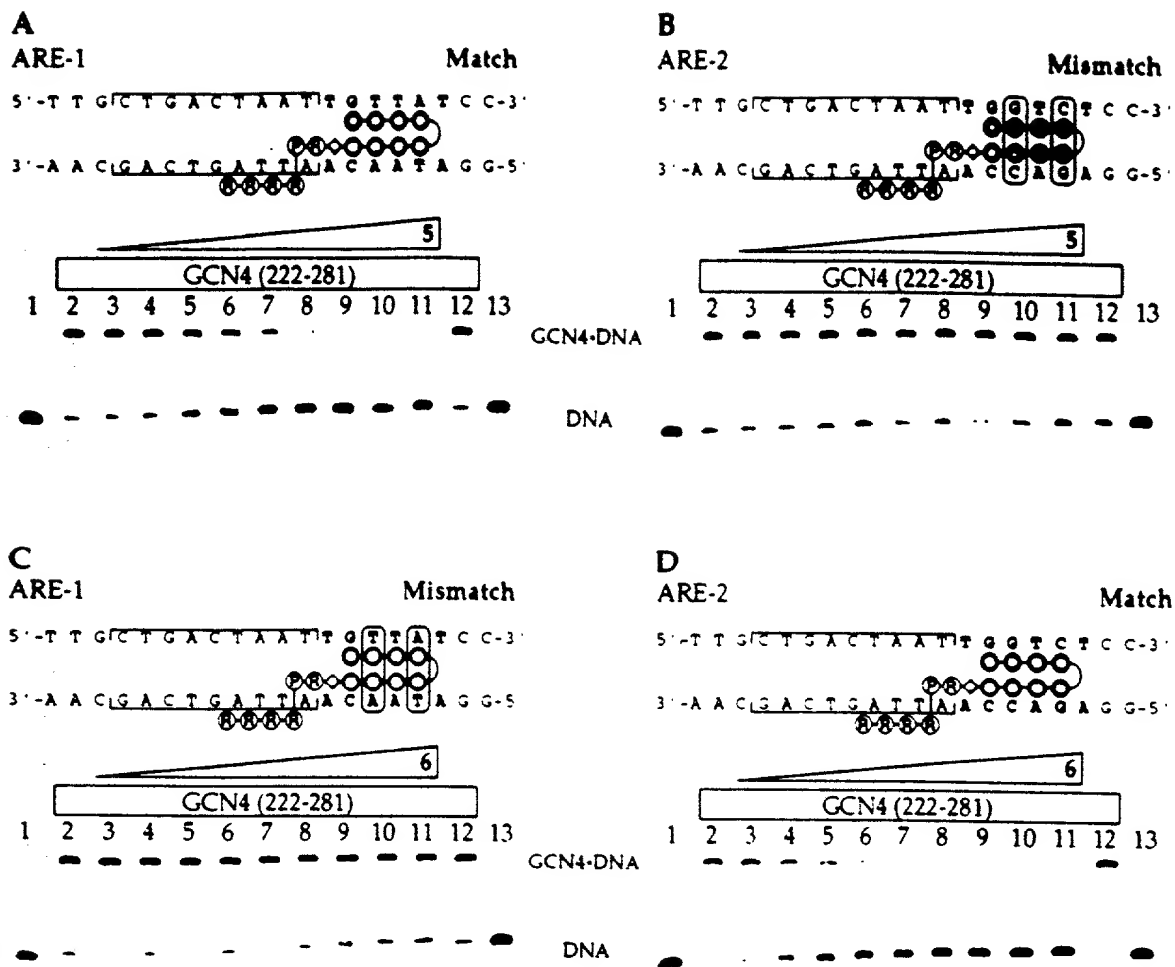 A
ARE-1 Match
5'-T T G C T G A C T A A T T G T T A T C C-3'
P R
3'-A A C G A C T G A T T A A C A A T A G G-5'
R R R R
5
GCN4 (222-281)
1 2 3 4 5 6 7 8 9 10 11 12 13
GCN4•DNA
DNA
B
ARE-2 Mismatch
5'-T T G C T G A C T A A T T G G T C T C C-3'
P R
3'-A A C G A C T G A T T A A C C A G A G G-5'
R R R R
5
GCN4 (222-281)
1 2 3 4 5 6 7 8 9 10 11 12 13
C
ARE-1 Mismatch
5'-T T G C T G A C T A A T T G T T A T C C-3'
P R
3'-A A C G A C T G A T T A A C A A T A G G-5
R R R R
6
GCN4 (222-281)
1 2 3 4 5 6 7 8 9 10 11 12 13
GCN4•DNA
DNA
D
ARE-2 Match
5'-T T G C T G A C T A A T T G G T C T C C-3'
P R
3'-A A C G A C T G A T T A A C C A G A G G-5'
R R R R
6
GCN4 (222-281)
1 2 3 4 5 6 7 8 9 10 11 12 13